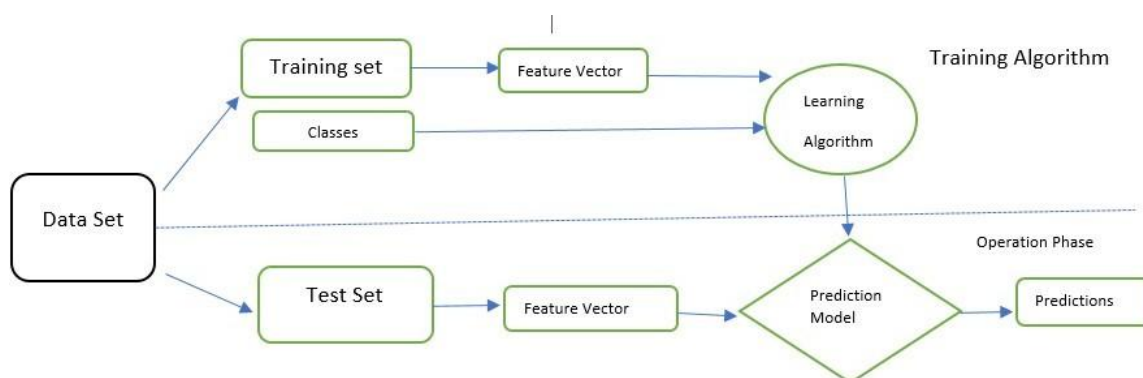 Training set
Feature Vector
Training Algorithm
Learning
Algorithm
Classes
Data Set
Operation Phase
Test Set
Feature Vector
Prediction
Model
Predictions